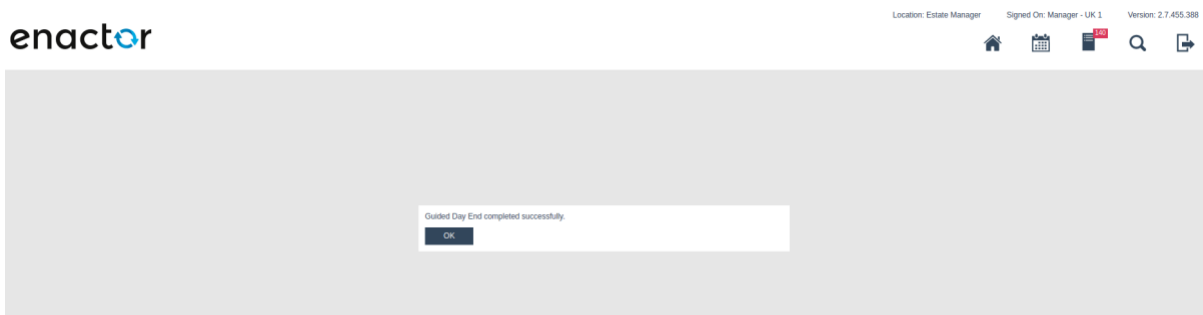 Location: Estate Manager Signed On: Manager - UK 1 Version: 2.7.455.388
enactor
140
Guided Day End completed successfully.
OK